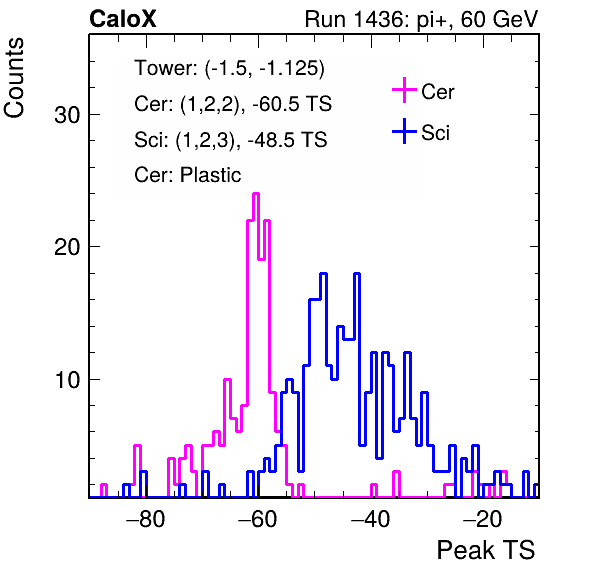 CaloX Run 1436: pi+, 60 GeV
Counts
Tower: (-1.5, -1.125)
Cer: (1,2,2), -60.5 TS
Sci: (1,2,3), -48.5 TS
Cer: Plastic
Cer
Sci
30
20
10
−80 −60 −40 −20
Peak TS